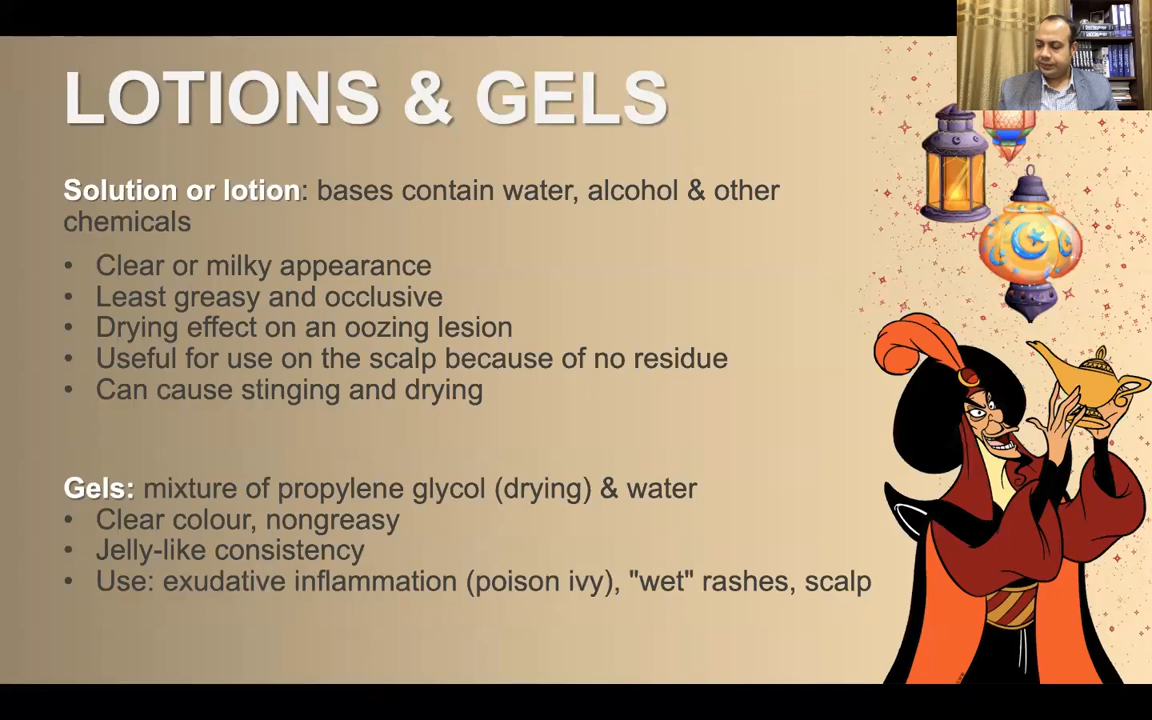 LOTIONS & GELS
Solution or lotion: bases contain water, alcohol & other
chemicals
• Clear or milky appearance
• Least greasy and occlusive
• Drying effect on an oozing lesion
• Useful for use on the scalp because of no residue
• Can cause stinging and drying
Gels: mixture of propylene glycol (drying) & water
• Clear colour, nongreasy
• Jelly-like consistency
• Use: exudative inflammation (poison ivy), "wet" rashes, scalp